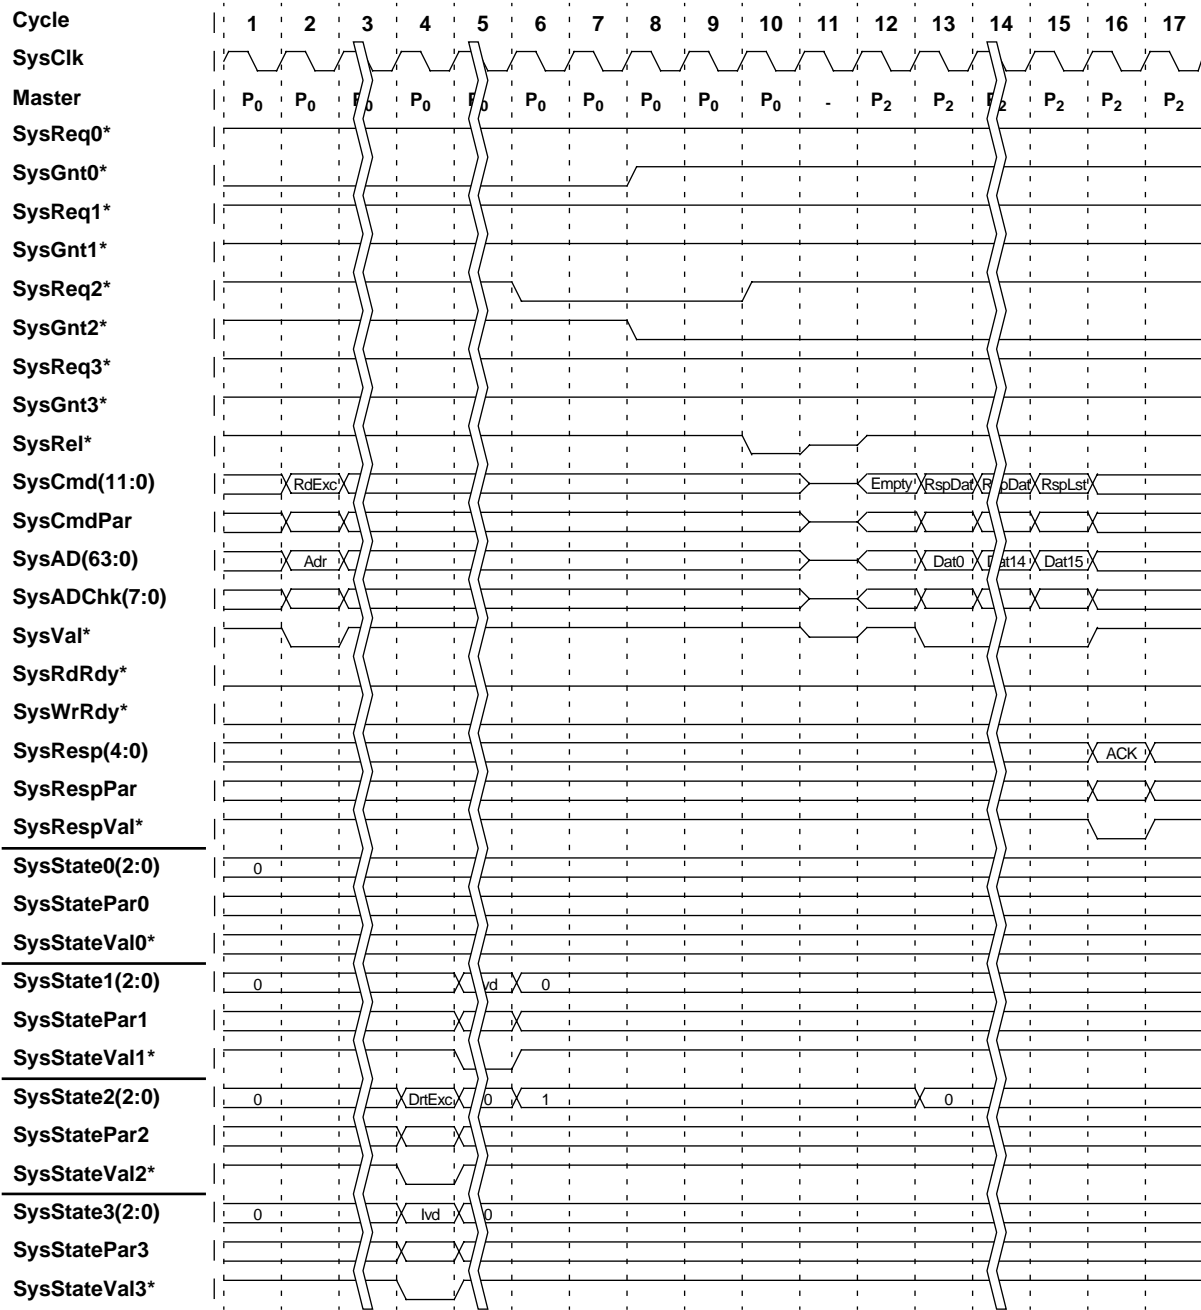 Cycle 1 2 3 4 5 6 7 8 9 10 11 12 13 14 15 16 17
SysClk
Master P0 P0 P0 P0 P0 P0 P0 P0 P0 P0 - P2 P2 P2 P2 P2 P2
SysReq0*
SysGnt0*
SysReq1*
SysGnt1*
SysReq2*
SysGnt2*
SysReq3*
SysGnt3*
SysRel*
SysCmd(11:0) RdExc Empty RspDat RspDat RspLst
SysCmdPar
SysAD(63:0) Adr Dat0 Dat14 Dat15
SysADChk(7:0)
SysVal*
SysRdRdy*
SysWrRdy*
SysResp(4:0) ACK
SysRespPar
SysRespVal*
SysState0(2:0) 0
SysStatePar0
SysStateVal0*
SysState1(2:0) 0 Ivd 0
SysStatePar1
SysStateVal1*
SysState2(2:0) 0 DrtExc 0 1 0
SysStatePar2
SysStateVal2*
SysState3(2:0) 0 Ivd 0
SysStatePar3
SysStateVal3*